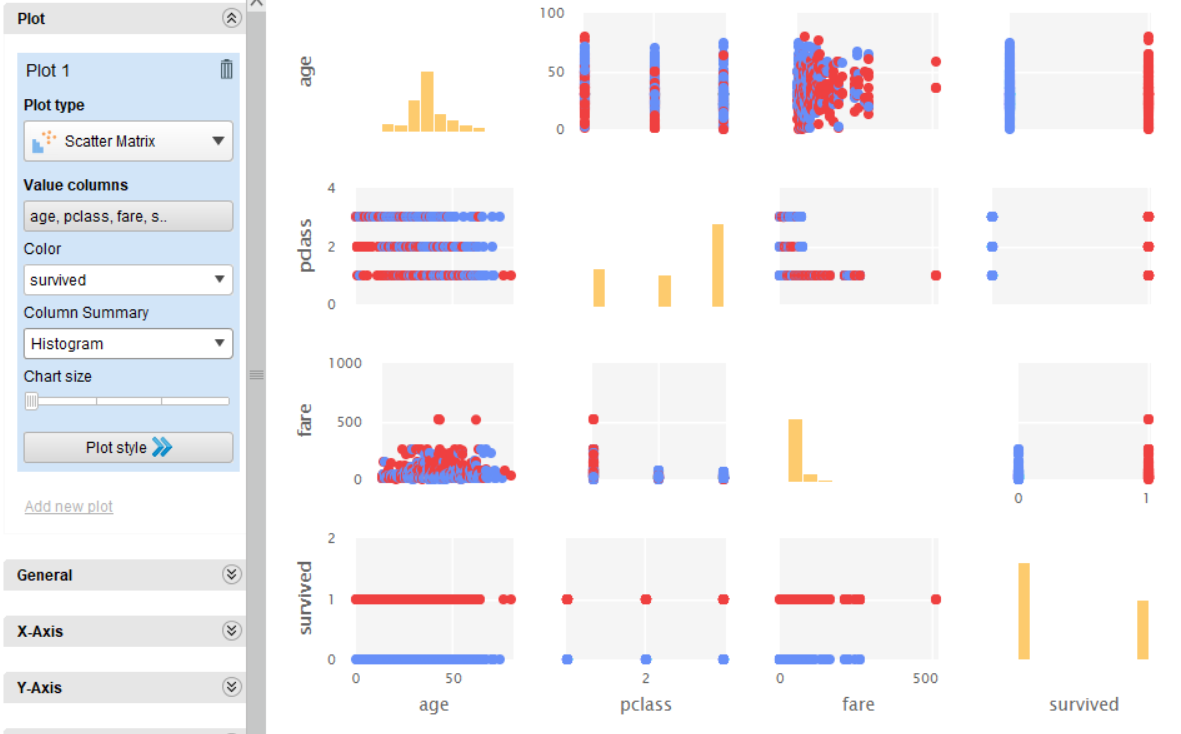 Plot
Plot 1
Plot type
Scatter Matrix
Value columns
age, pclass, fare, s..
Color
survived
Column Summary
Histogram
Chart size
Plot style
Add new plot
General
X-Axis
Y-Axis
age
100
50
0
pclass
4
2
0
fare
1000
500
0
0 1
survived
2
1
0
0 50 2 0 500
age pclass fare survived